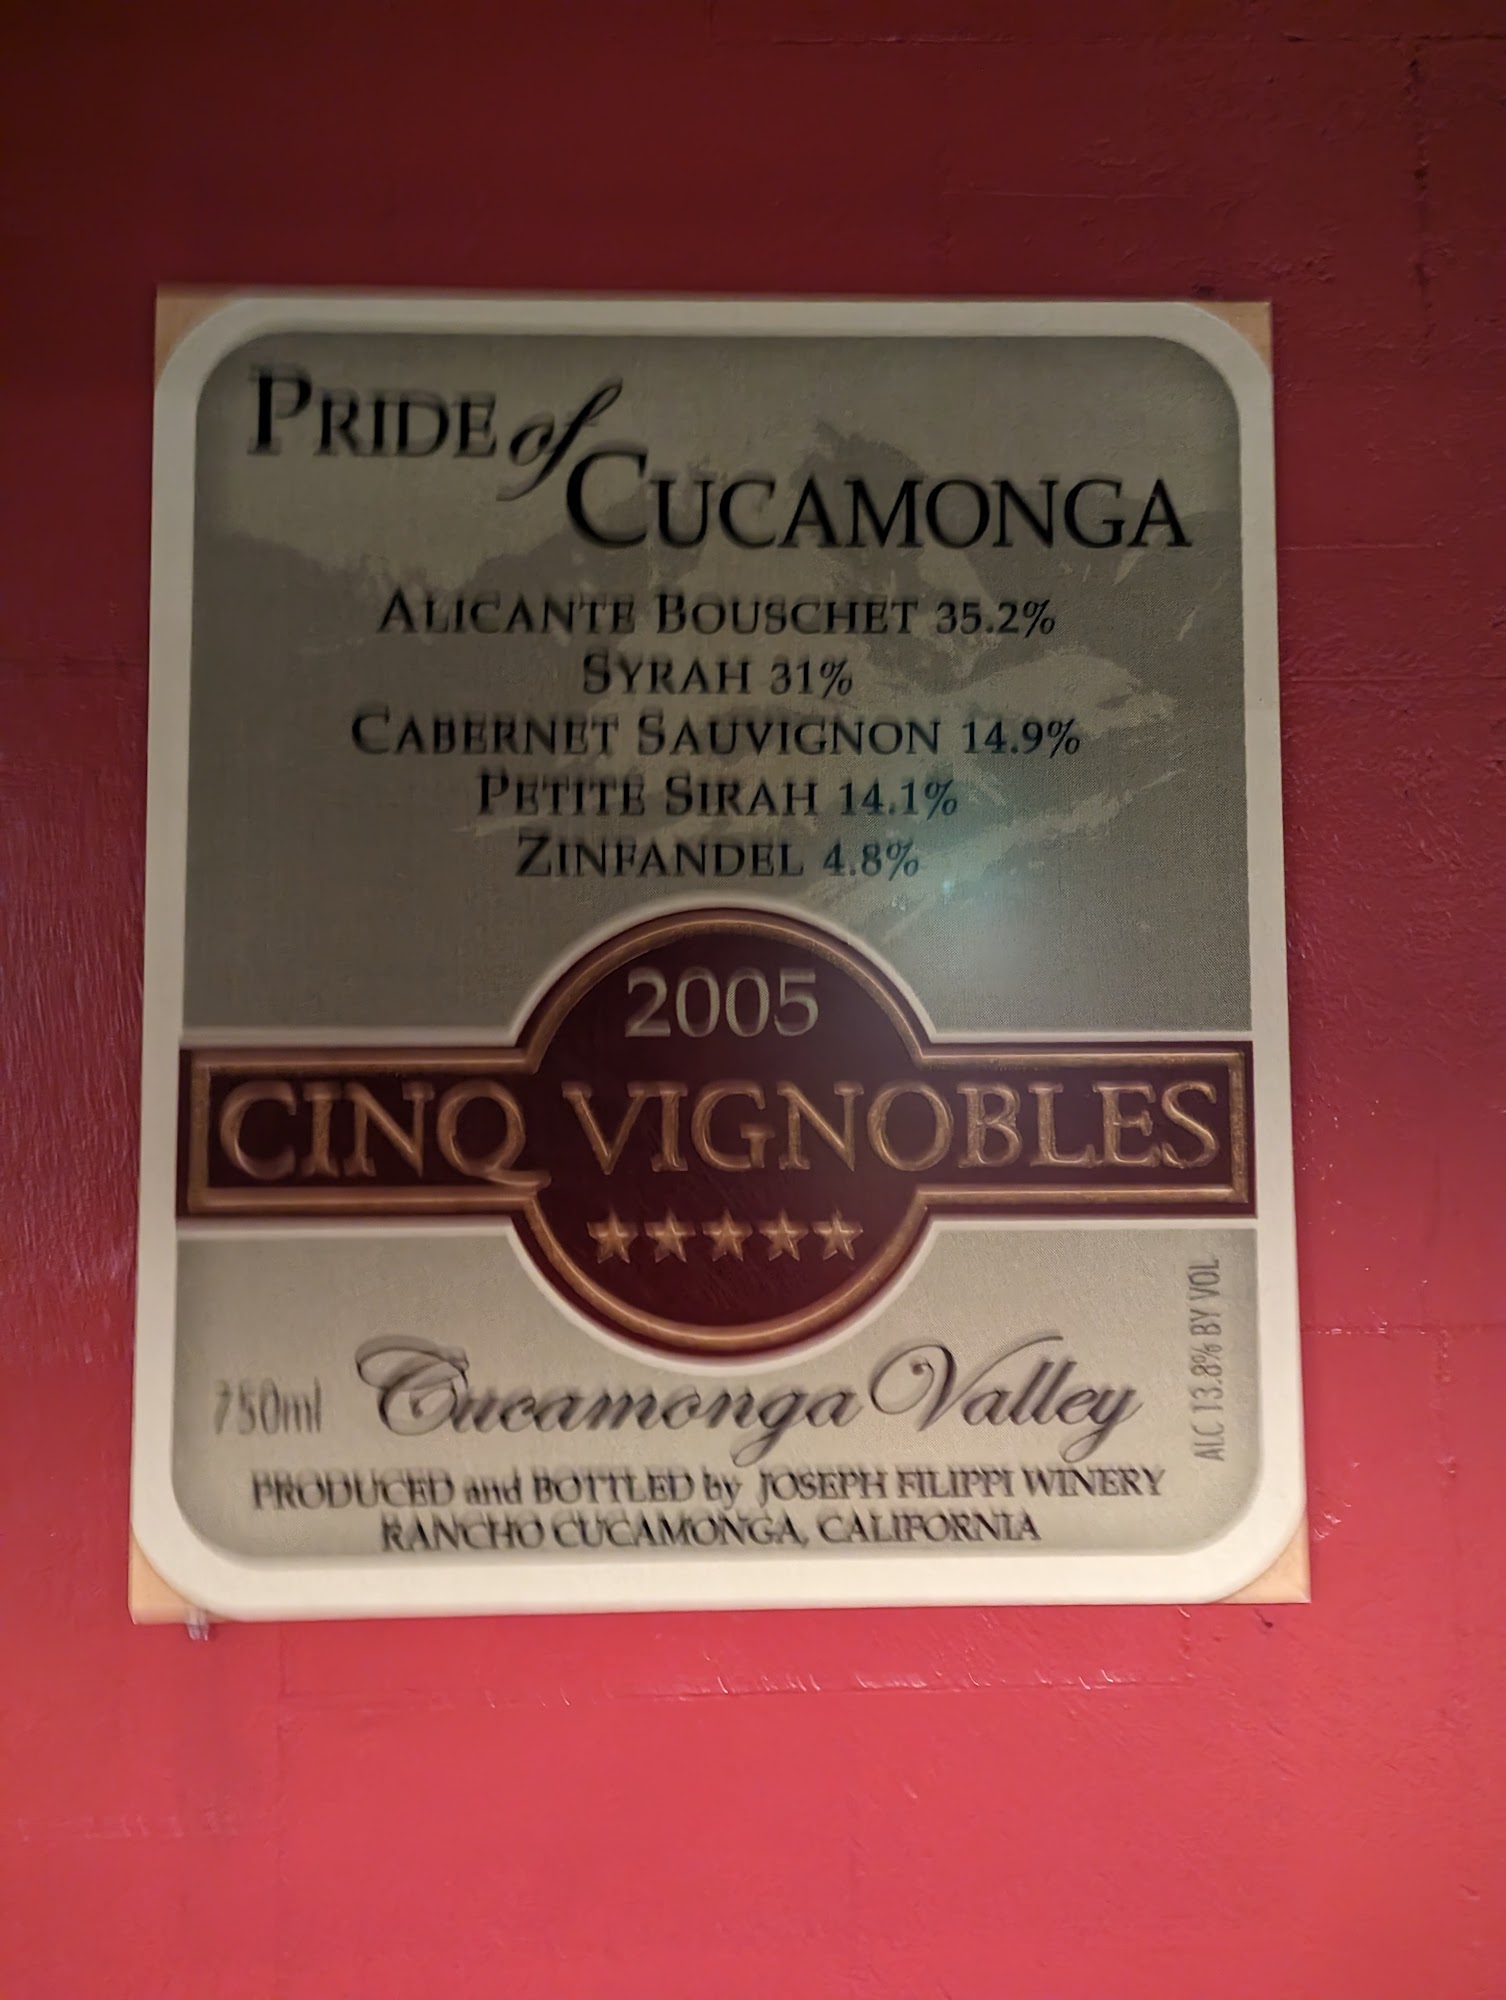 PRIDE of
CUCAMONGA
ALICANTE BOUSCHET 35.2%
SYRAH 31%
CABERNET SAUVIGNON 14.9%
PETITE SIRAH 14.1%
ZINFANDEL 4.8%
2005
CINQ VIGNOBLES
750ml
Cucamonga Valley
ALC 13.8% BY VOL
PRODUCED and BOTTLED by JOSEPH FILIPPI WINERY
RANCHO CUCAMONGA, CALIFORNIA